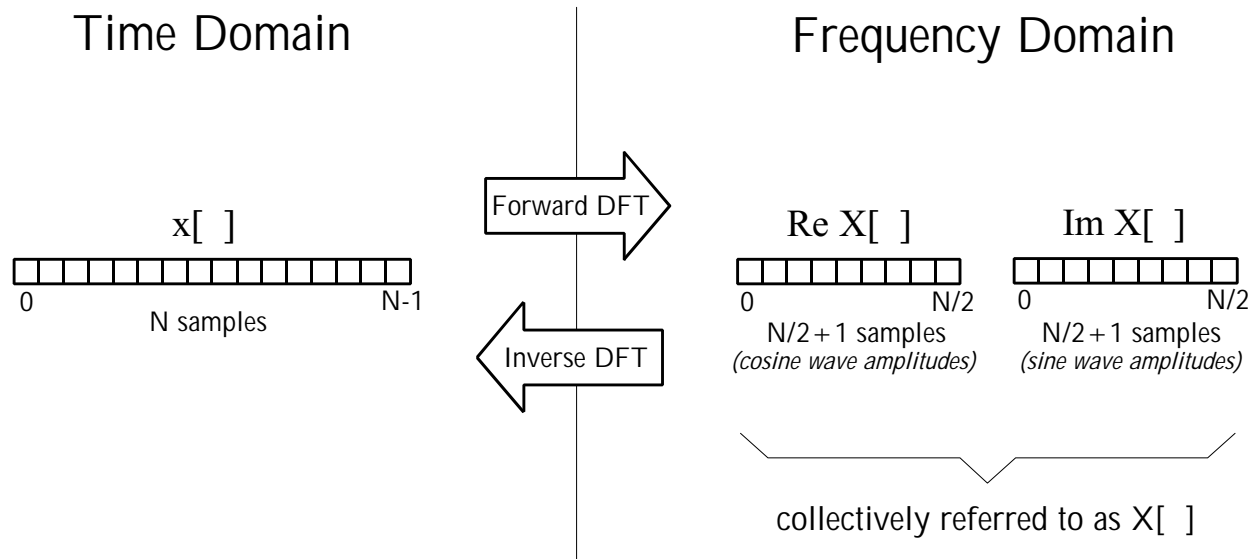 Time Domain
Frequency Domain
x[ ]
0
N-1
N samples
Forward DFT
Inverse DFT
Re X[ ]
0
N/2
N/2+1 samples
(cosine wave amplitudes)
Im X[ ]
0
N/2
N/2+1 samples
(sine wave amplitudes)
collectively referred to as X[ ]